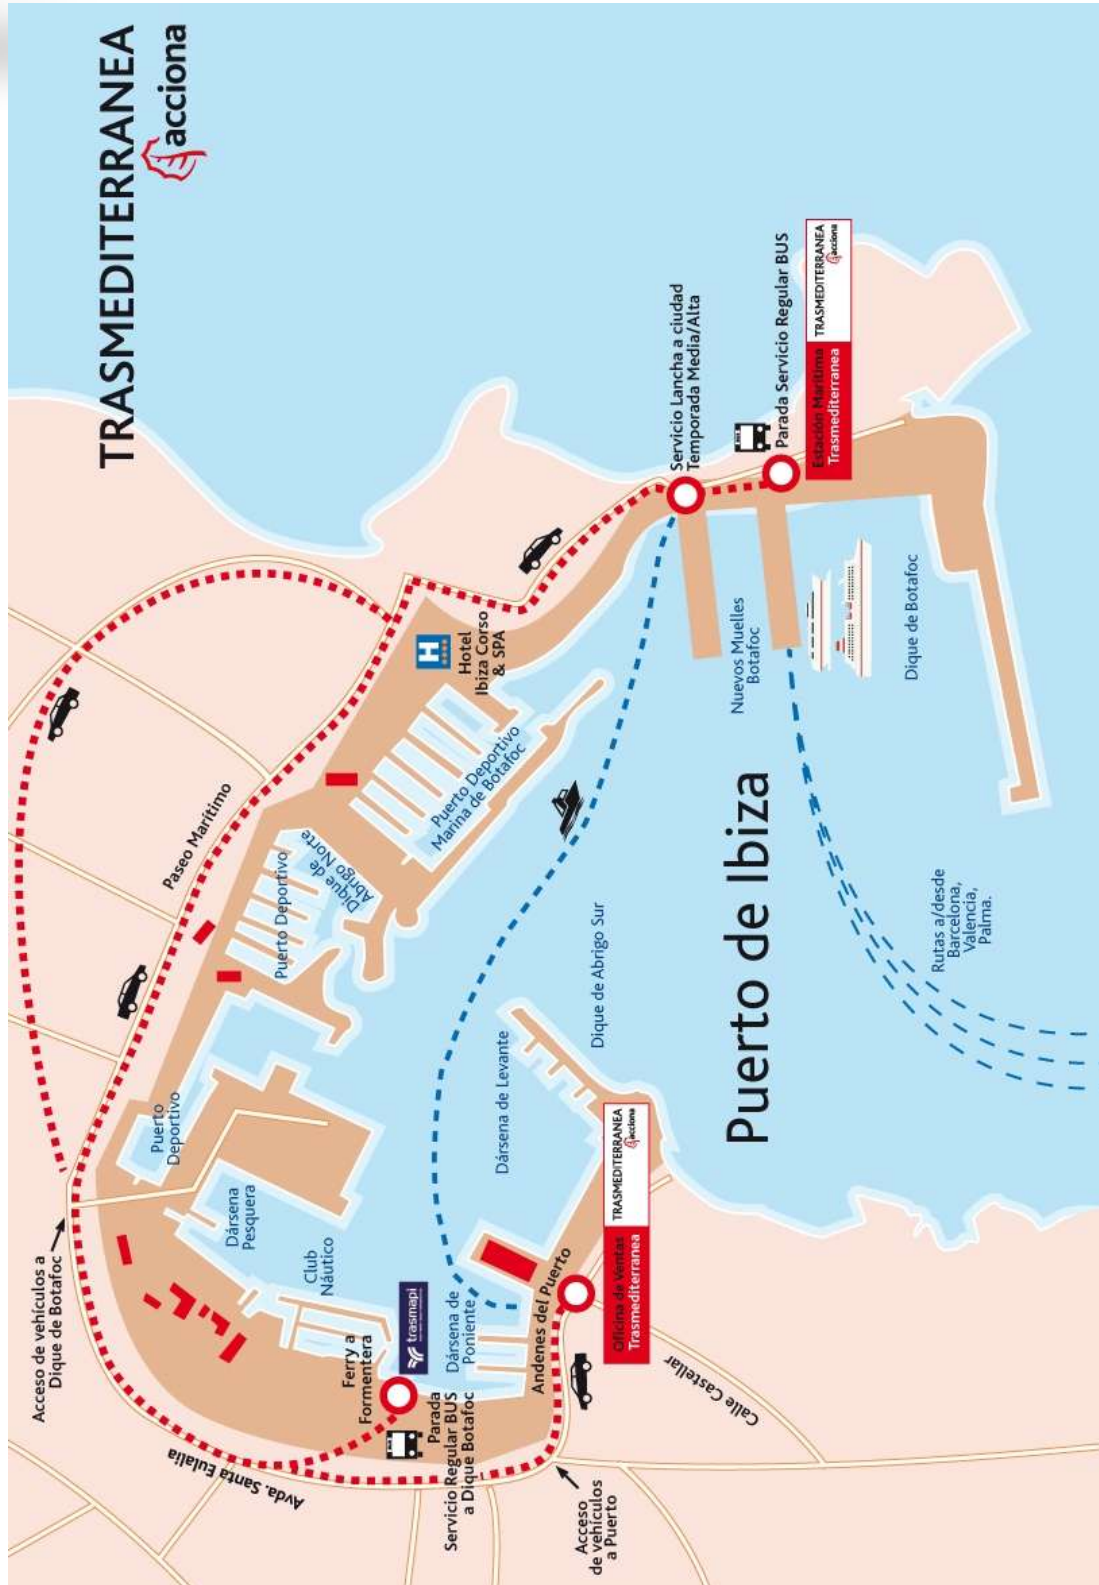 TRASMEDITERRANEA
acciona
Acceso de vehículos a
Dique de Botafoc
Paseo Marítimo
Avda. Santa Eulalia
Puerto
Deportivo
Puerto Deportivo
Dique de
Abrigo Norte
Hotel
Ibiza Corso
& SPA
H
Puerto Deportivo
Marina de Botafoc
Dársena
Pesquera
Club
Náutico
Ferry a
Formentera
trasmapi
Parada
Servicio Regular BUS
a Dique Botafoc
Dársena de
Poniente
Dársena de Levante
Andenes del Puerto
Dique de Abrigo Sur
Servicio Lancha a ciudad
Temporada Media/Alta
Parada Servicio Regular BUS
Estación Marítima
Trasmediterranea
TRASMEDITERRANEA
acciona
Nuevos Muelles
Botafoc
Dique de Botafoc
Acceso
de vehículos
a Puerto
Oficina de Ventas
Trasmediterranea
TRASMEDITERRANEA
acciona
Calle Castellar
Puerto de Ibiza
Rutas a/desde
Barcelona,
Valencia,
Palma.